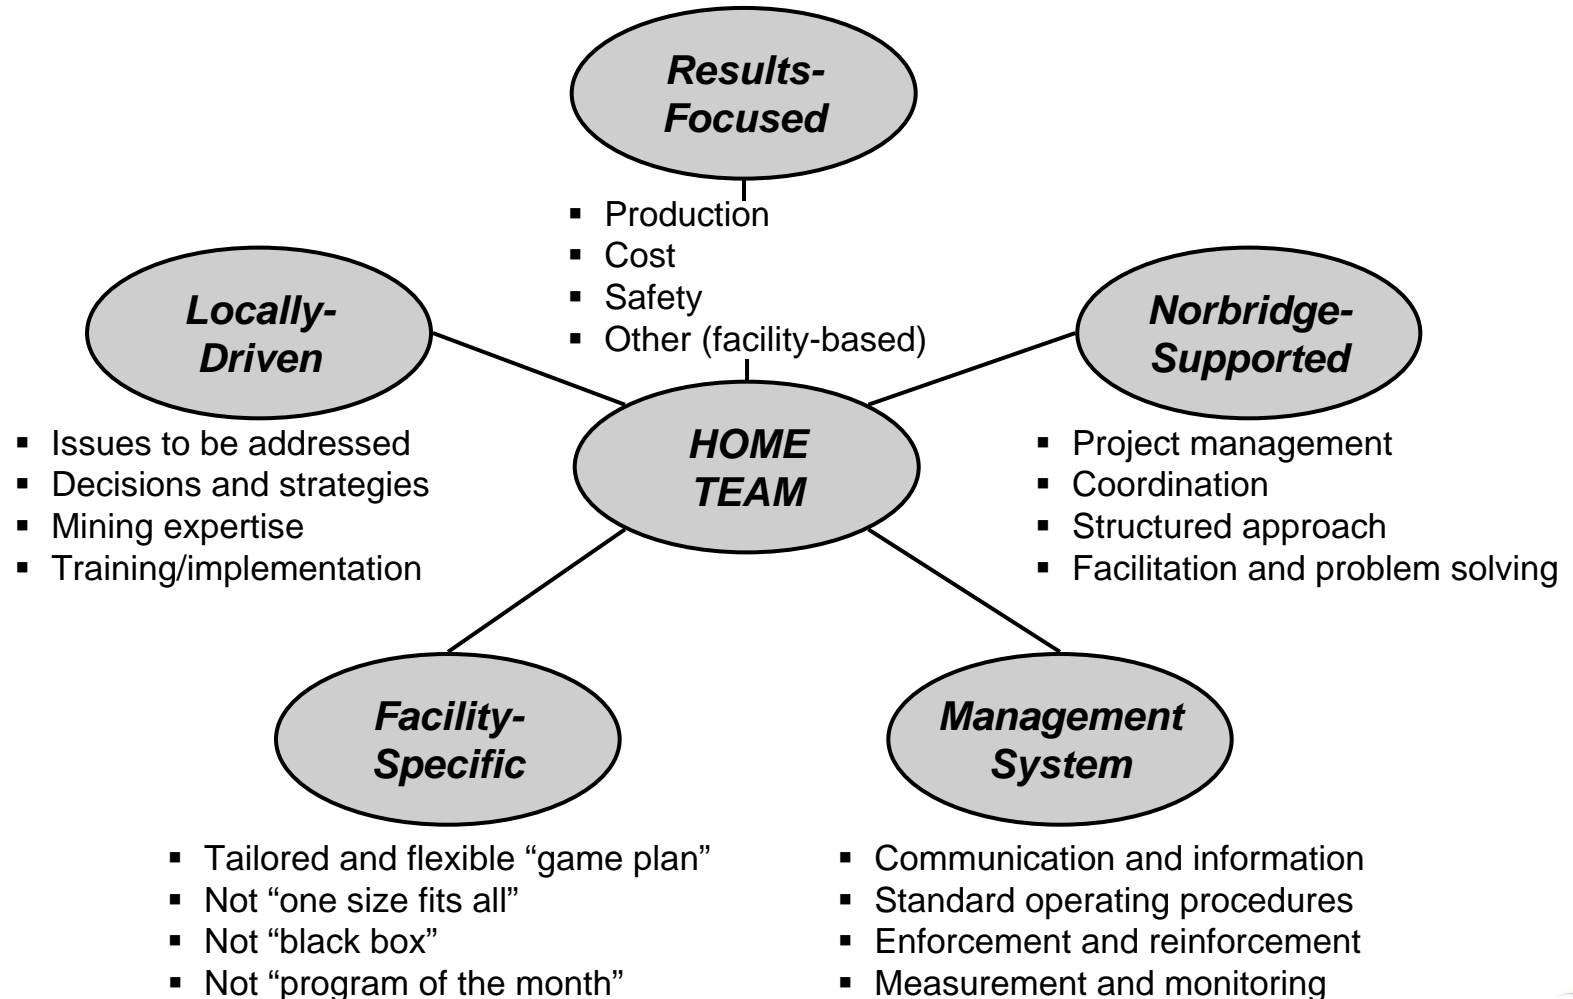 Results-
Focused
▪ Production
▪ Cost
▪ Safety
▪ Other (facility-based)
Locally-
Driven
▪ Issues to be addressed
▪ Decisions and strategies
▪ Mining expertise
▪ Training/implementation
HOME
TEAM
Norbridge-
Supported
▪ Project management
▪ Coordination
▪ Structured approach
▪ Facilitation and problem solving
Facility-
Specific
▪ Tailored and flexible “game plan”
▪ Not “one size fits all”
▪ Not “black box”
▪ Not “program of the month”
Management
System
▪ Communication and information
▪ Standard operating procedures
▪ Enforcement and reinforcement
▪ Measurement and monitoring